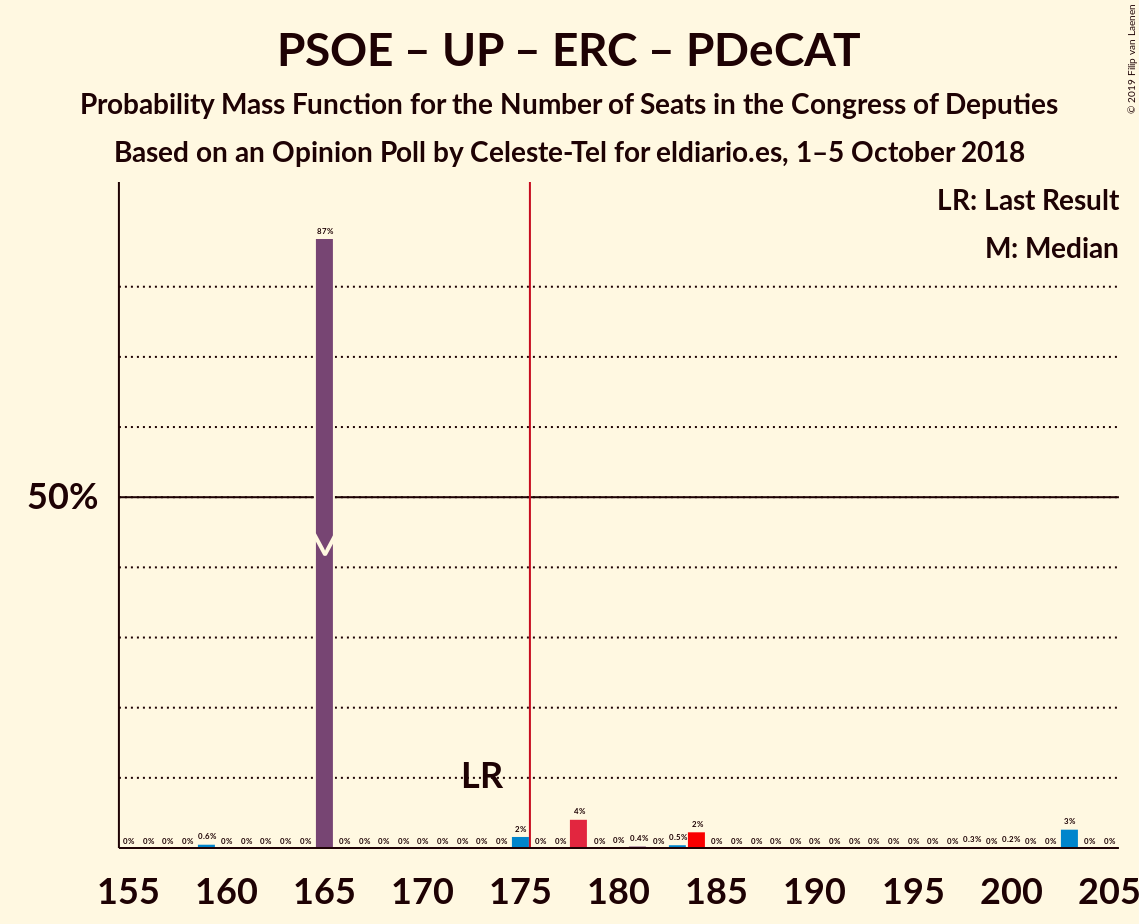 PSOE – UP – ERC – PDeCAT
Probability Mass Function for the Number of Seats in the Congress of Deputies
Based on an Opinion Poll by Celeste-Tel for eldiario.es, 1–5 October 2018
© 2019 Filip van Laenen
LR: Last Result
M: Median
87%
50%
LR
0% 0% 0% 0% 0.6% 0% 0% 0% 0% 0% 0% 0% 0% 0% 0% 0% 0% 0% 0% 2% 0% 0% 4% 0% 0% 0.4% 0% 0.5% 2% 0% 0% 0% 0% 0% 0% 0% 0% 0% 0% 0% 0% 0% 0.3% 0% 0.2% 0% 0% 3% 0% 0%
155 160 165 170 175 180 185 190 195 200 205